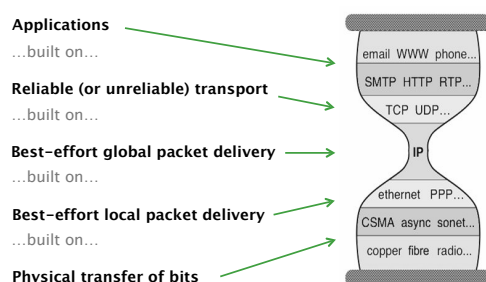 Applications
...built on...
Reliable (or unreliable) transport
...built on...
Best-effort global packet delivery
...built on...
Best-effort local packet delivery
...built on...
Physical transfer of bits
email WWW phone...
SMTP HTTP RTP...
TCP UDP...
IP
ethernet PPP...
CSMA async sonet...
copper fibre radio...